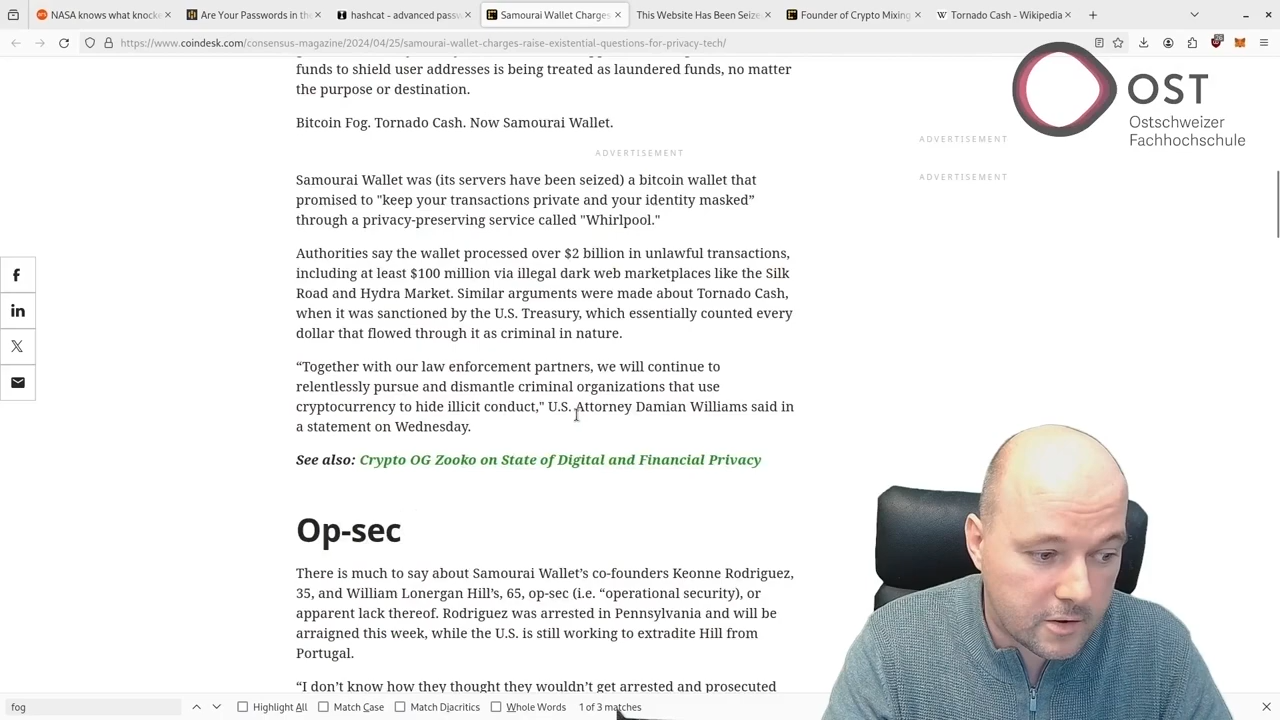 NASA knows what knocke
Are Your Passwords in th
hashcat - advanced passw
Samourai Wallet Charges
This Website Has Been Seize
Founder of Crypto Mixing
Tornado Cash - Wikipedia
https://www.coindesk.com/consensus-magazine/2024/04/25/samourai-wallet-charges-raise-existential-questions-for-privacy-tech/
OST
Ostschweizer
Fachhochschule
funds to shield user addresses is being treated as laundered funds, no matter
the purpose or destination.
Bitcoin Fog. Tornado Cash. Now Samourai Wallet.
ADVERTISEMENT
ADVERTISEMENT
ADVERTISEMENT
Samourai Wallet was (its servers have been seized) a bitcoin wallet that
promised to "keep your transactions private and your identity masked”
through a privacy-preserving service called "Whirlpool."
Authorities say the wallet processed over $2 billion in unlawful transactions,
including at least $100 million via illegal dark web marketplaces like the Silk
Road and Hydra Market. Similar arguments were made about Tornado Cash,
when it was sanctioned by the U.S. Treasury, which essentially counted every
dollar that flowed through it as criminal in nature.
“Together with our law enforcement partners, we will continue to
relentlessly pursue and dismantle criminal organizations that use
cryptocurrency to hide illicit conduct," U.S. Attorney Damian Williams said in
a statement on Wednesday.
See also: Crypto OG Zooko on State of Digital and Financial Privacy
Op-sec
There is much to say about Samourai Wallet’s co-founders Keonne Rodriguez,
35, and William Lonergan Hill’s, 65, op-sec (i.e. “operational security), or
apparent lack thereof. Rodriguez was arrested in Pennsylvania and will be
arraigned this week, while the U.S. is still working to extradite Hill from
Portugal.
“I don’t know how they thought they wouldn’t get arrested and prosecuted
fog
Highlight All
Match Case
Match Diacritics
Whole Words
1 of 3 matches